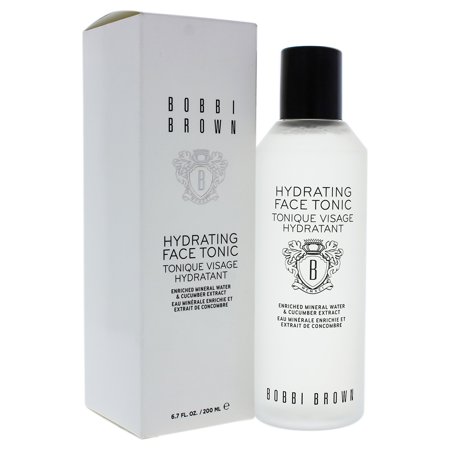 BOBBI
BROWN
B
HYDRATING
FACE TONIC
TONIQUE VISAGE
HYDRATANT
ENRICHED MINERAL WATER
& CUCUMBER EXTRACT
EAU MINÉRALE ENRICHIE ET
EXTRAIT DE CONCOMBRE
6.7 FL. OZ. / 200 ML ℮
HYDRATING
FACE TONIC
TONIQUE VISAGE
HYDRATANT
B
ENRICHED MINERAL WATER
& CUCUMBER EXTRACT
EAU MINÉRALE ENRICHIE ET
EXTRAIT DE CONCOMBRE
BOBBI BROWN